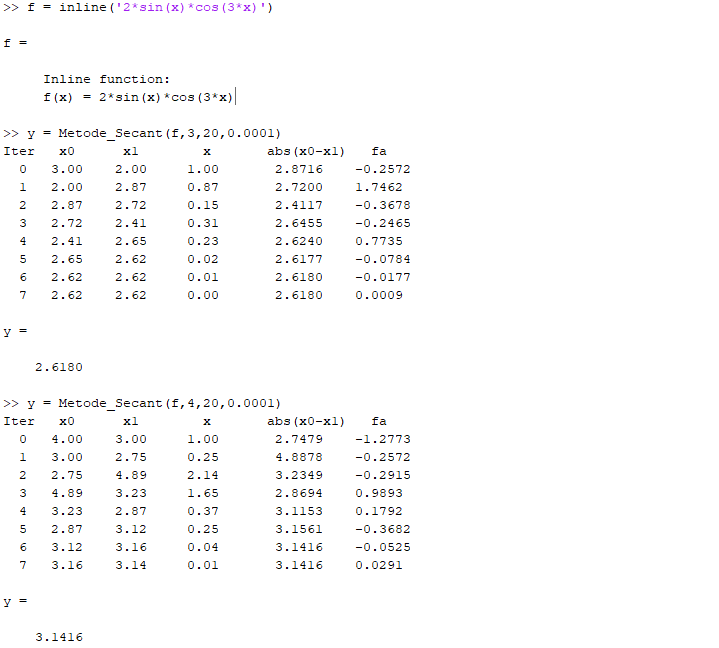 >> f = inline('2*sin(x)*cos(3*x)')
f =
Inline function:
f(x) = 2*sin(x)*cos(3*x)
>> y = Metode_Secant(f,3,20,0.0001)
Iter x0 x1 x abs(x0-x1) fa
0 3.00 2.00 1.00 2.8716 -0.2572
1 2.00 2.87 0.87 2.7200 1.7462
2 2.87 2.72 0.15 2.4117 -0.3678
3 2.72 2.41 0.31 2.6455 -0.2465
4 2.41 2.65 0.23 2.6240 0.7735
5 2.65 2.62 0.02 2.6177 -0.0784
6 2.62 2.62 0.01 2.6180 -0.0177
7 2.62 2.62 0.00 2.6180 0.0009
y =
2.6180
>> y = Metode_Secant(f,4,20,0.0001)
Iter x0 x1 x abs(x0-x1) fa
0 4.00 3.00 1.00 2.7479 -1.2773
1 3.00 2.75 0.25 4.8878 -0.2572
2 2.75 4.89 2.14 3.2349 -0.2915
3 4.89 3.23 1.65 2.8694 0.9893
4 3.23 2.87 0.37 3.1153 0.1792
5 2.87 3.12 0.25 3.1561 -0.3682
6 3.12 3.16 0.04 3.1416 -0.0525
7 3.16 3.14 0.01 3.1416 0.0291
y =
3.1416